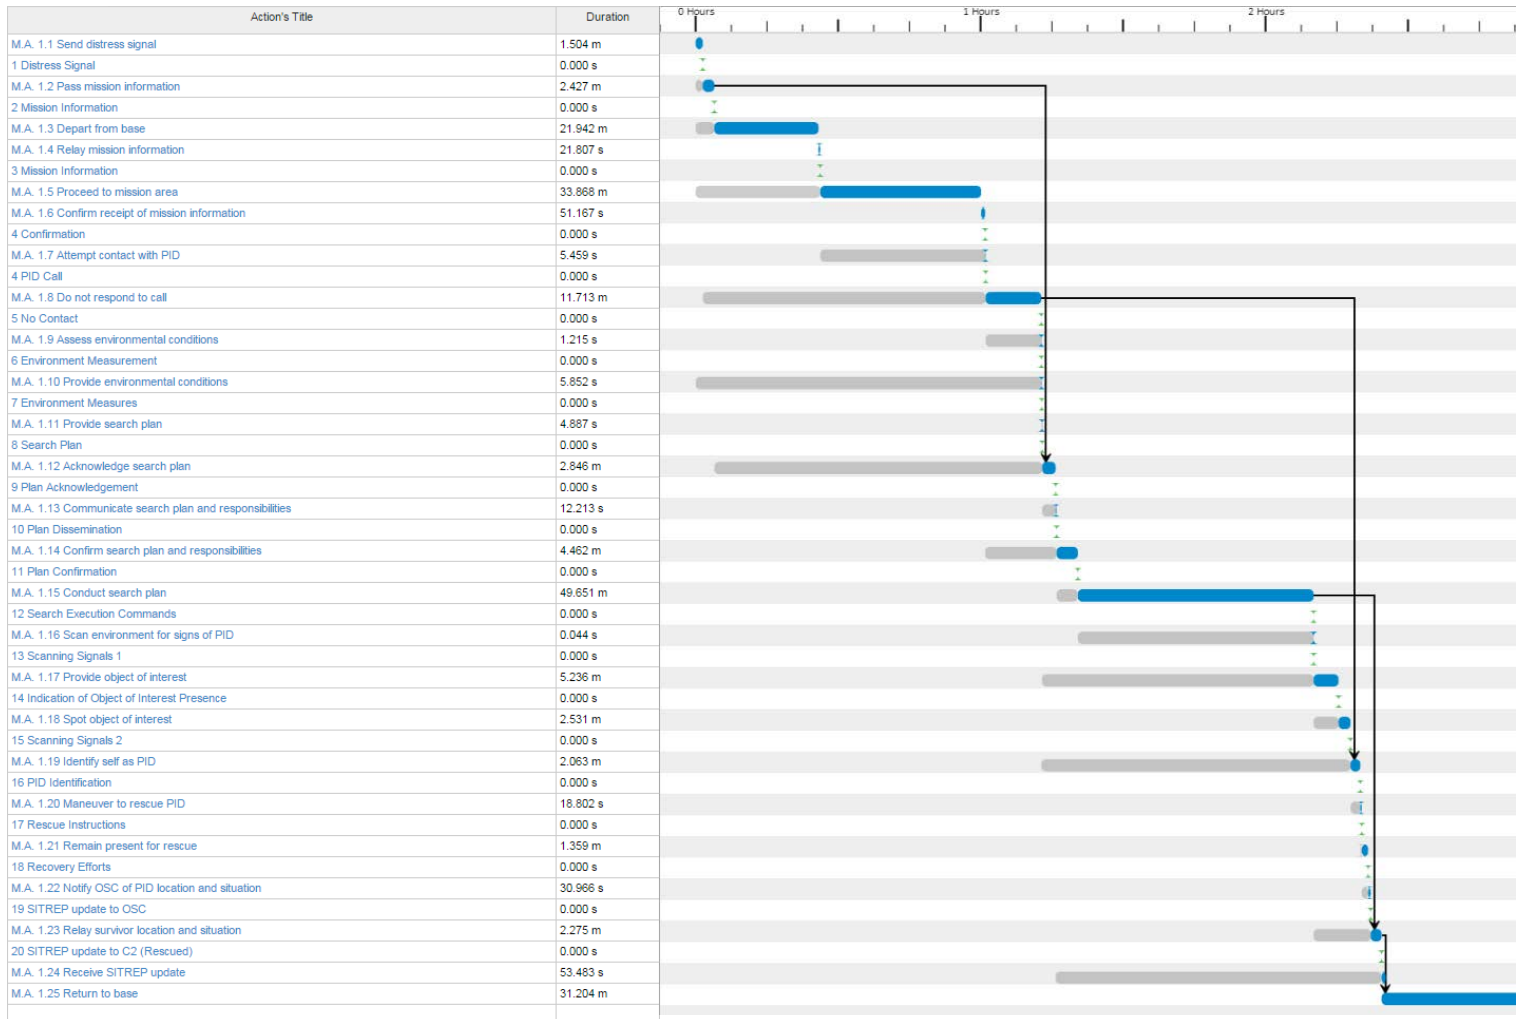 Action's Title Duration 0 Hours 1 Hours 2 Hours
M.A. 1.1 Send distress signal 1.504 m
1 Distress Signal 0.000 s
M.A. 1.2 Pass mission information 2.427 m
2 Mission Information 0.000 s
M.A. 1.3 Depart from base 21.942 m
M.A. 1.4 Relay mission information 21.807 s
3 Mission Information 0.000 s
M.A. 1.5 Proceed to mission area 33.868 m
M.A. 1.6 Confirm receipt of mission information 51.167 s
4 Confirmation 0.000 s
M.A. 1.7 Attempt contact with PID 5.459 s
4 PID Call 0.000 s
M.A. 1.8 Do not respond to call 11.713 m
5 No Contact 0.000 s
M.A. 1.9 Assess environmental conditions 1.215 s
6 Environment Measurement 0.000 s
M.A. 1.10 Provide environmental conditions 5.852 s
7 Environment Measures 0.000 s
M.A. 1.11 Provide search plan 4.887 s
8 Search Plan 0.000 s
M.A. 1.12 Acknowledge search plan 2.846 m
9 Plan Acknowledgement 0.000 s
M.A. 1.13 Communicate search plan and responsibilities 12.213 s
10 Plan Dissemination 0.000 s
M.A. 1.14 Confirm search plan and responsibilities 4.462 m
11 Plan Confirmation 0.000 s
M.A. 1.15 Conduct search plan 49.651 m
12 Search Execution Commands 0.000 s
M.A. 1.16 Scan environment for signs of PID 0.044 s
13 Scanning Signals 1 0.000 s
M.A. 1.17 Provide object of interest 5.236 m
14 Indication of Object of Interest Presence 0.000 s
M.A. 1.18 Spot object of interest 2.531 m
15 Scanning Signals 2 0.000 s
M.A. 1.19 Identify self as PID 2.063 m
16 PID Identification 0.000 s
M.A. 1.20 Maneuver to rescue PID 18.802 s
17 Rescue Instructions 0.000 s
M.A. 1.21 Remain present for rescue 1.359 m
18 Recovery Efforts 0.000 s
M.A. 1.22 Notify OSC of PID location and situation 30.966 s
19 SITREP update to OSC 0.000 s
M.A. 1.23 Relay survivor location and situation 2.275 m
20 SITREP update to C2 (Rescued) 0.000 s
M.A. 1.24 Receive SITREP update 53.483 s
M.A. 1.25 Return to base 31.204 m